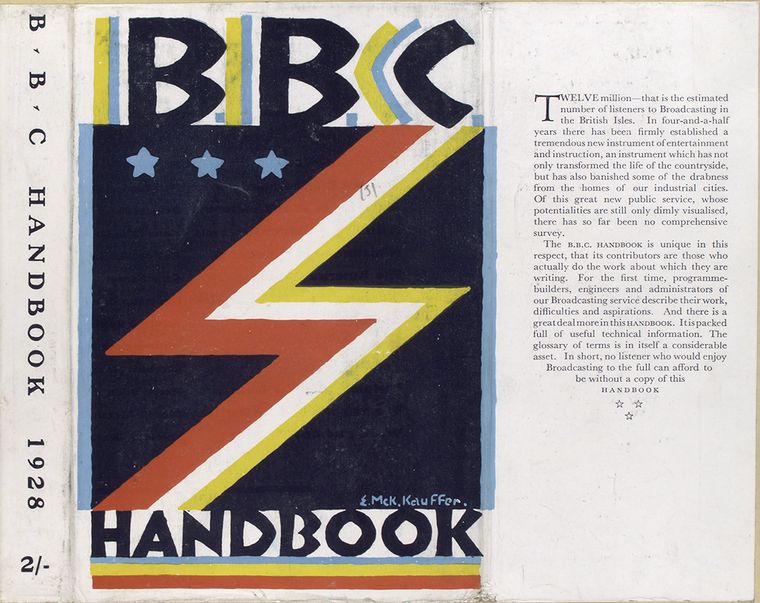 B · B · C HANDBOOK 1928
2/-
B.B.C.
151.
E. McK. Kauffer.
HANDBOOK
TWELVE million—that is the estimated
number of listeners to Broadcasting in
the British Isles. In four-and-a-half
years there has been firmly established a
tremendous new instrument of entertainment
and instruction, an instrument which has not
only transformed the life of the countryside,
but has also banished some of the drabness
from the homes of our industrial cities.
Of this great new public service, whose
potentialities are still only dimly visualised,
there has so far been no comprehensive
survey.
The B.B.C. HANDBOOK is unique in this
respect, that its contributors are those who
actually do the work about which they are
writing. For the first time, programme-
builders, engineers and administrators of
our Broadcasting service describe their work,
difficulties and aspirations. And there is a
great deal more in this HANDBOOK. It is packed
full of useful technical information. The
glossary of terms is in itself a considerable
asset. In short, no listener who would enjoy
Broadcasting to the full can afford to
be without a copy of this
HANDBOOK